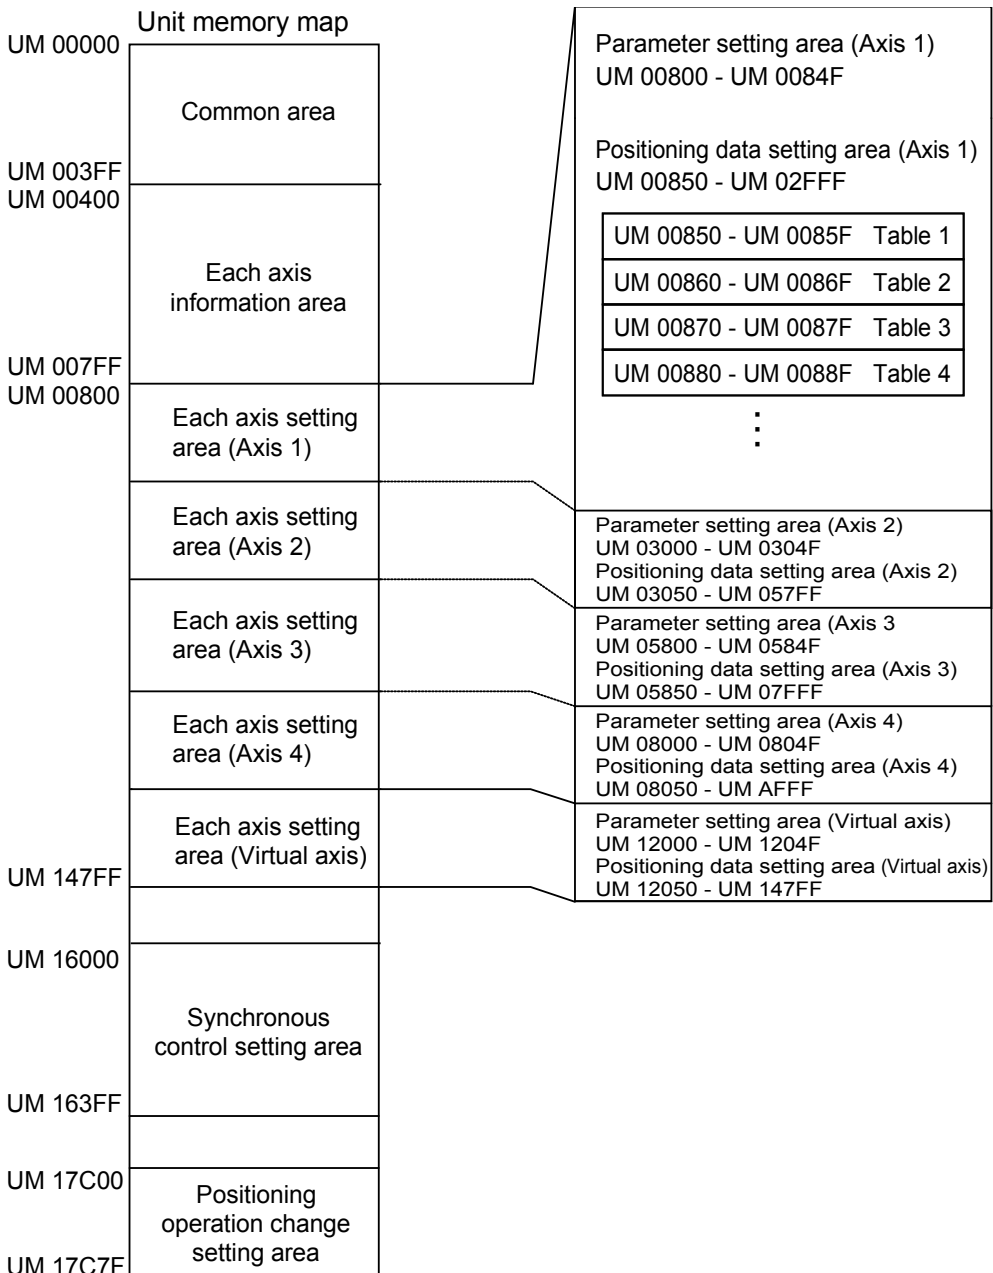 Unit memory map
UM 00000
Common area
UM 003FF
UM 00400
Each axis
information area
UM 007FF
UM 00800
Each axis setting
area (Axis 1)
Each axis setting
area (Axis 2)
Each axis setting
area (Axis 3)
Each axis setting
area (Axis 4)
Each axis setting
area (Virtual axis)
UM 147FF
UM 16000
Synchronous
control setting area
UM 163FF
UM 17C00
Positioning
operation change
setting area
UM 17C7F
Parameter setting area (Axis 1)
UM 00800 - UM 0084F
Positioning data setting area (Axis 1)
UM 00850 - UM 02FFF
UM 00850 - UM 0085F Table 1
UM 00860 - UM 0086F Table 2
UM 00870 - UM 0087F Table 3
UM 00880 - UM 0088F Table 4
⋮
Parameter setting area (Axis 2)
UM 03000 - UM 0304F
Positioning data setting area (Axis 2)
UM 03050 - UM 057FF
Parameter setting area (Axis 3
UM 05800 - UM 0584F
Positioning data setting area (Axis 3)
UM 05850 - UM 07FFF
Parameter setting area (Axis 4)
UM 08000 - UM 0804F
Positioning data setting area (Axis 4)
UM 08050 - UM AFFF
Parameter setting area (Virtual axis)
UM 12000 - UM 1204F
Positioning data setting area (Virtual axis)
UM 12050 - UM 147FF